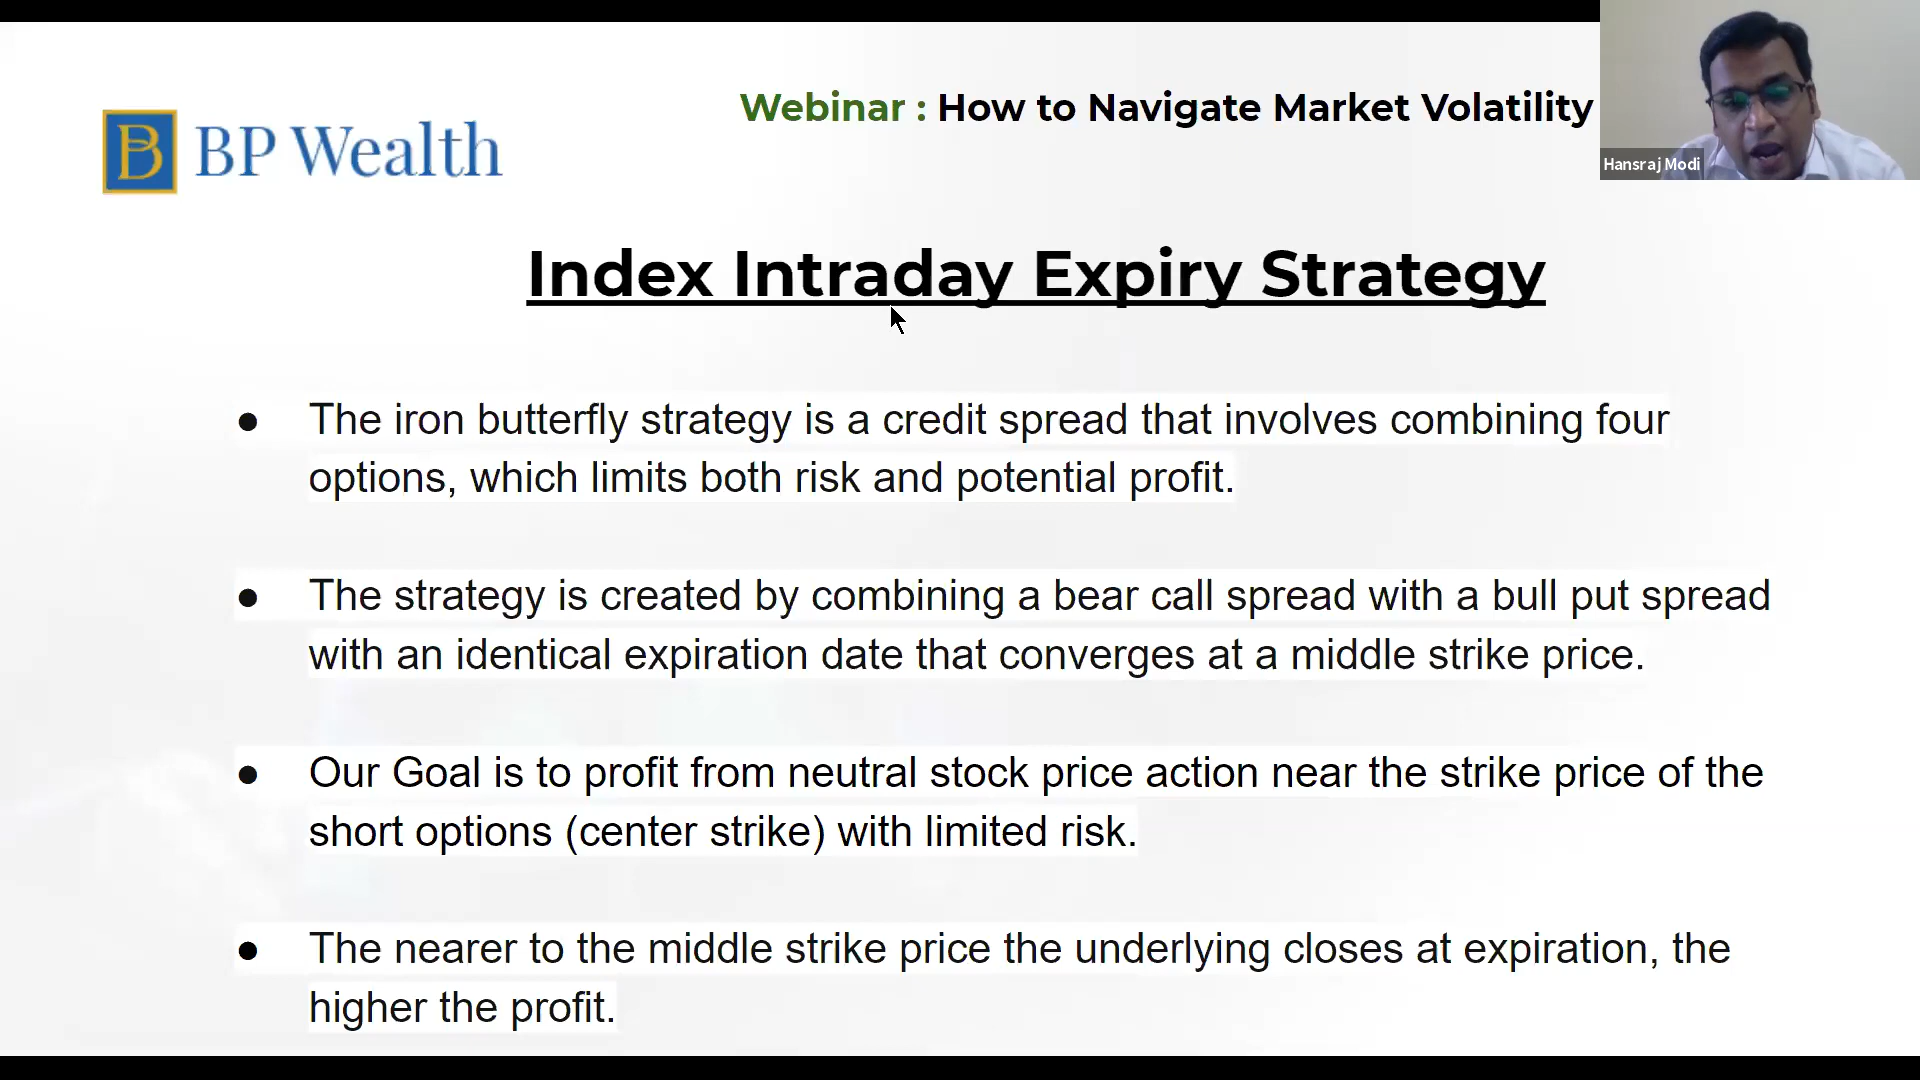 Webinar : How to Navigate Market Volatility
B BP Wealth
Hansraj Modi
Index Intraday Expiry Strategy
● The iron butterfly strategy is a credit spread that involves combining four
options, which limits both risk and potential profit.
● The strategy is created by combining a bear call spread with a bull put spread
with an identical expiration date that converges at a middle strike price.
● Our Goal is to profit from neutral stock price action near the strike price of the
short options (center strike) with limited risk.
● The nearer to the middle strike price the underlying closes at expiration, the
higher the profit.